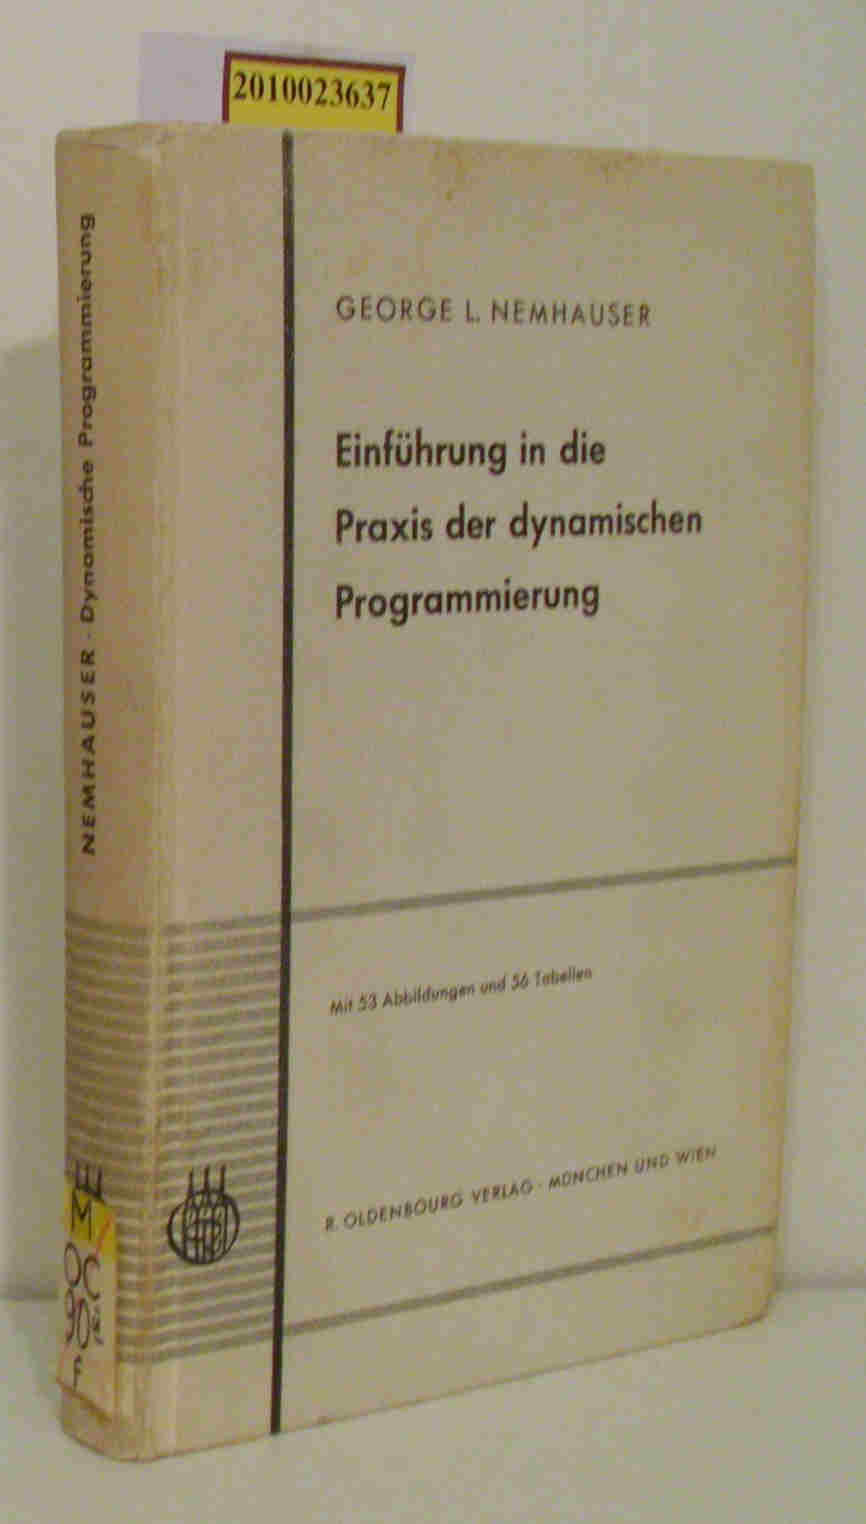 2010023637
GEORGE L. NEMHAUSER
Einführung in die
Praxis der dynamischen
Programmierung
Mit 53 Abbildungen und 56 Tabellen
R. OLDENBOURG VERLAG · MÜNCHEN UND WIEN
NEMHAUSER · Dynamische Programmierung
M
QC
90
F